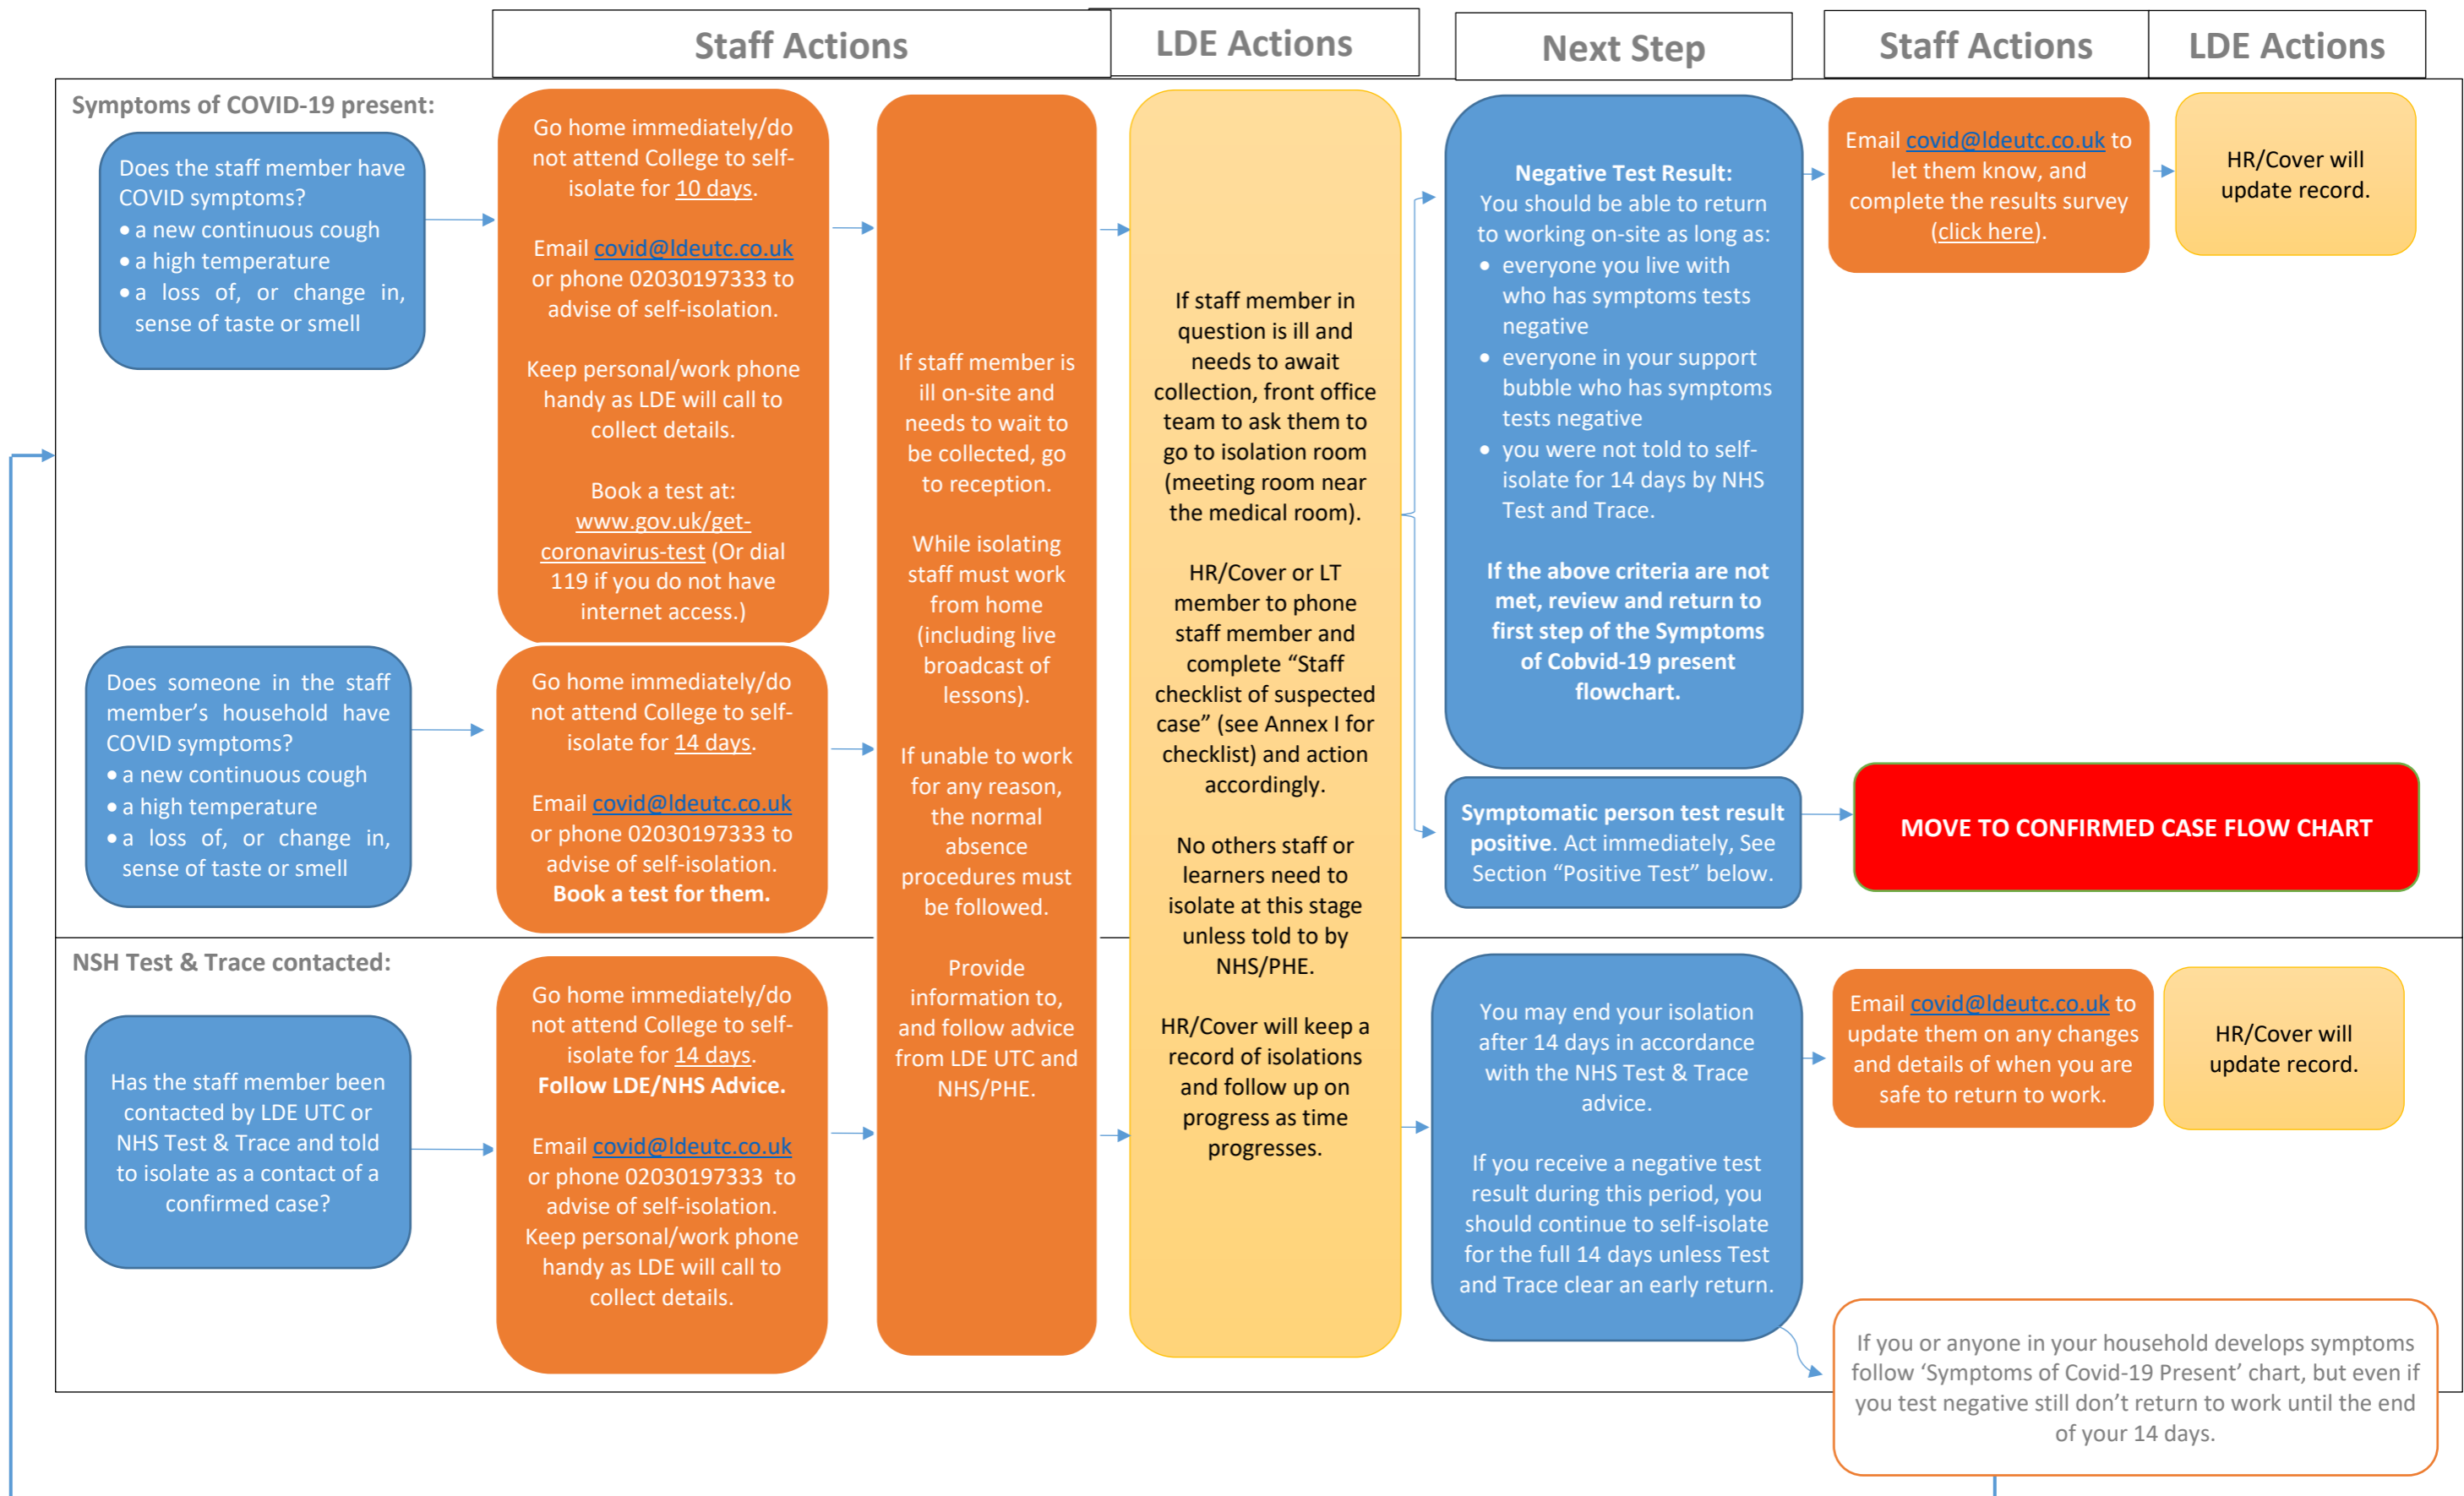 Staff Actions
LDE Actions
Next Step
Staff Actions
LDE Actions
Symptoms of COVID-19 present:
Does the staff member have
COVID symptoms?
• a new continuous cough
• a high temperature
• a loss of, or change in,
sense of taste or smell
Go home immediately/do
not attend College to self-
isolate for 10 days.
Email covid@ldeutc.co.uk
or phone 02030197333 to
advise of self-isolation.
Keep personal/work phone
handy as LDE will call to
collect details.
Book a test at:
www.gov.uk/get-
coronavirus-test (Or dial
119 if you do not have
internet access.)
Does someone in the staff
member's household have
COVID symptoms?
• a new continuous cough
• a high temperature
• a loss of, or change in,
sense of taste or smell
Go home immediately/do
not attend College to self-
isolate for 14 days.
Email covid@ldeutc.co.uk
or phone 02030197333 to
advise of self-isolation.
Book a test for them.
If staff member is
ill on-site and
needs to wait to
be collected, go
to reception.
While isolating
staff must work
from home
(including live
broadcast of
lessons).
If unable to work
for any reason,
the normal
absence
procedures must
be followed.
Provide
information to,
and follow advice
from LDE UTC and
NHS/PHE.
If staff member in
question is ill and
needs to await
collection, front office
team to ask them to
go to isolation room
(meeting room near
the medical room).
HR/Cover or LT
member to phone
staff member and
complete “Staff
checklist of suspected
case” (see Annex I for
checklist) and action
accordingly.
No others staff or
learners need to
isolate at this stage
unless told to by
NHS/PHE.
HR/Cover will keep a
record of isolations
and follow up on
progress as time
progresses.
Negative Test Result:
You should be able to return
to working on-site as long as:
• everyone you live with
who has symptoms tests
negative
• everyone in your support
bubble who has symptoms
tests negative
• you were not told to self-
isolate for 14 days by NHS
Test and Trace.
If the above criteria are not
met, review and return to
first step of the Symptoms
of Cobvid-19 present
flowchart.
Email covid@ldeutc.co.uk to
let them know, and
complete the results survey
(click here).
HR/Cover will
update record.
Symptomatic person test result
positive. Act immediately, See
Section “Positive Test” below.
MOVE TO CONFIRMED CASE FLOW CHART
NSH Test & Trace contacted:
Has the staff member been
contacted by LDE UTC or
NHS Test & Trace and told
to isolate as a contact of a
confirmed case?
Go home immediately/do
not attend College to self-
isolate for 14 days.
Follow LDE/NHS Advice.
Email covid@ldeutc.co.uk
or phone 02030197333 to
advise of self-isolation.
Keep personal/work phone
handy as LDE will call to
collect details.
You may end your isolation
after 14 days in accordance
with the NHS Test & Trace
advice.
If you receive a negative test
result during this period, you
should continue to self-isolate
for the full 14 days unless Test
and Trace clear an early return.
Email covid@ldeutc.co.uk to
update them on any changes
and details of when you are
safe to return to work.
HR/Cover will
update record.
If you or anyone in your household develops symptoms
follow ‘Symptoms of Covid-19 Present’ chart, but even if
you test negative still don’t return to work until the end
of your 14 days.